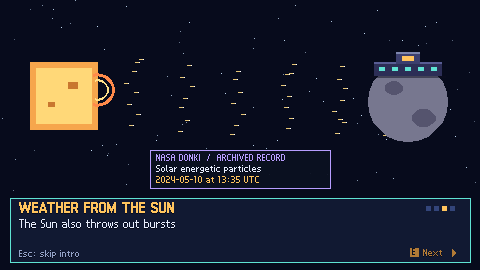 NASA DONKI / ARCHIVED RECORD
Solar energetic particles
2024-05-10 at 13:35 UTC
WEATHER FROM THE SUN
The Sun also throws out bursts
Esc: skip intro
E Next